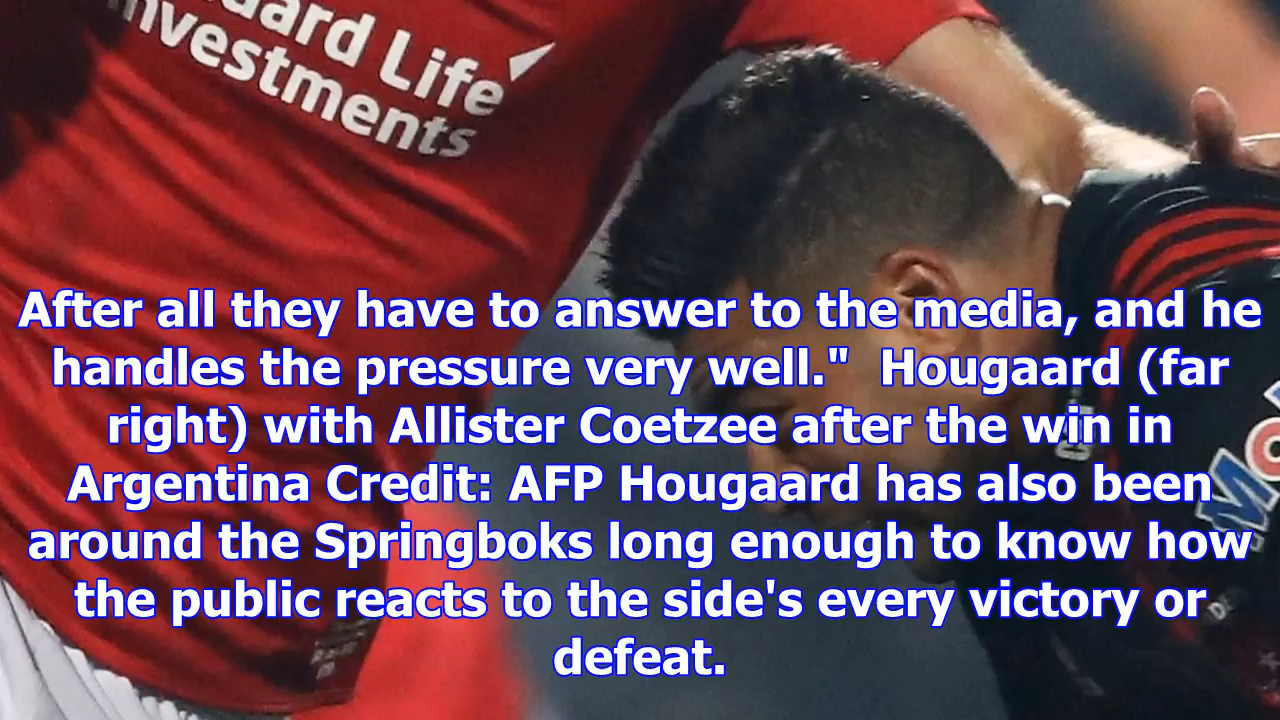 ard Life
Investments
After all they have to answer to the media, and he
handles the pressure very well."  Hougaard (far
right) with Allister Coetzee after the win in
Argentina Credit: AFP Hougaard has also been
around the Springboks long enough to know how
the public reacts to the side's every victory or
defeat.